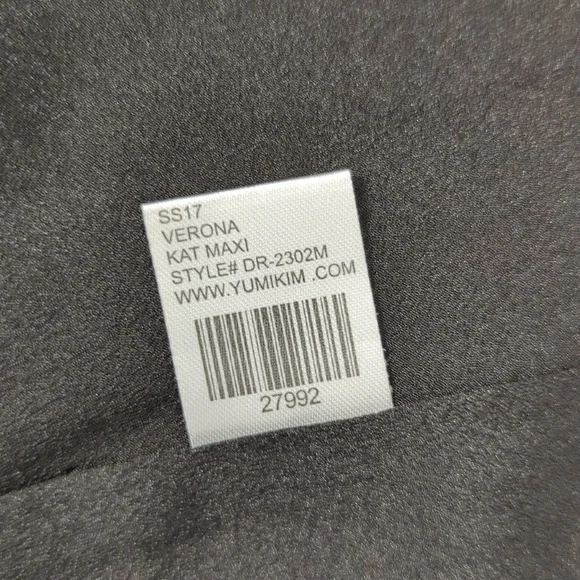 SS17
VERONA
KAT MAXI
STYLE# DR-2302M
WWW.YUMIKIM .COM
27992